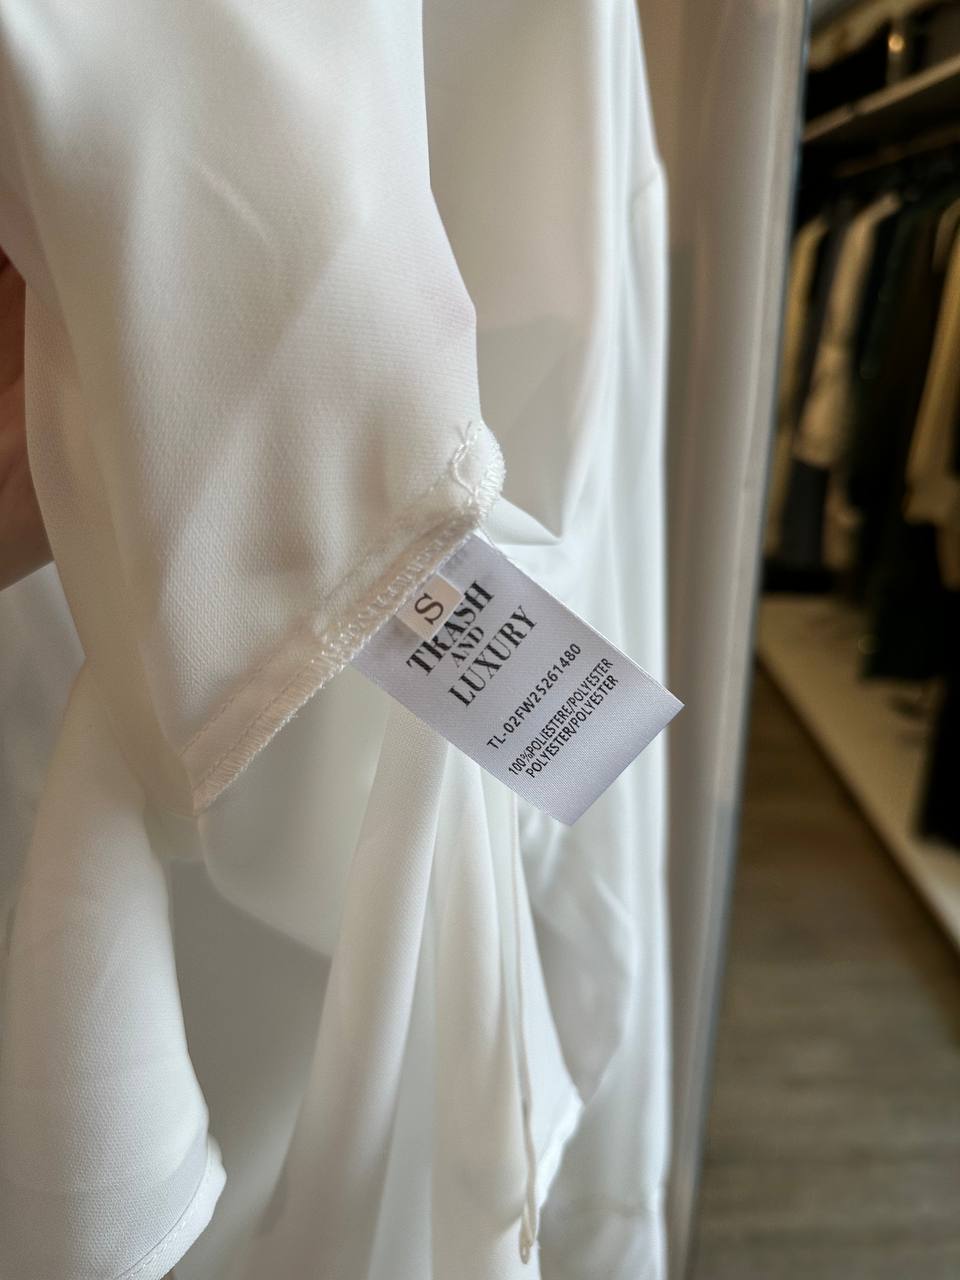 S
TRASH
AND
LUXURY
TL-02FW25261480
100%POLIESTERE/POLYESTER
POLYESTER/POLYESTER